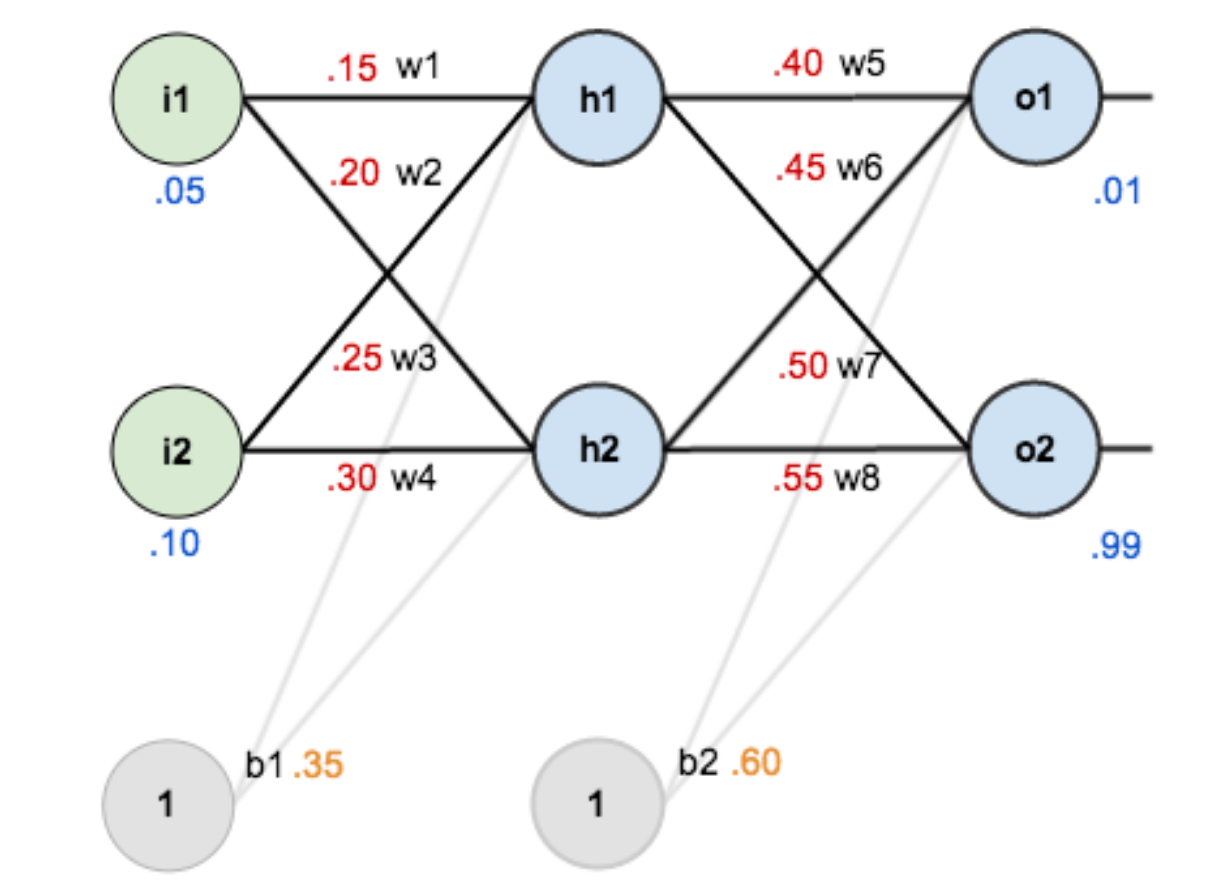 .15 w1
.40 w5
i1
h1
o1
.20 w2
.45 w6
.05
.01
.25 w3
.50 w7
i2
h2
o2
.30 w4
.55 w8
.10
.99
b1 .35
b2 .60
1
1